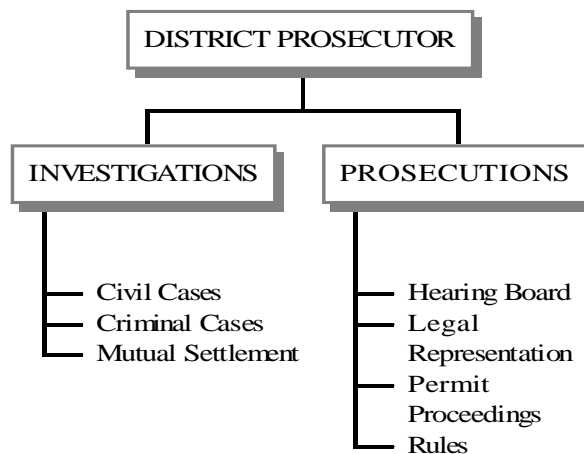 DISTRICT PROSECUTOR
INVESTIGATIONS
Civil Cases
Criminal Cases
Mutual Settlement
PROSECUTIONS
Hearing Board
Legal
Representation
Permit
Proceedings
Rules